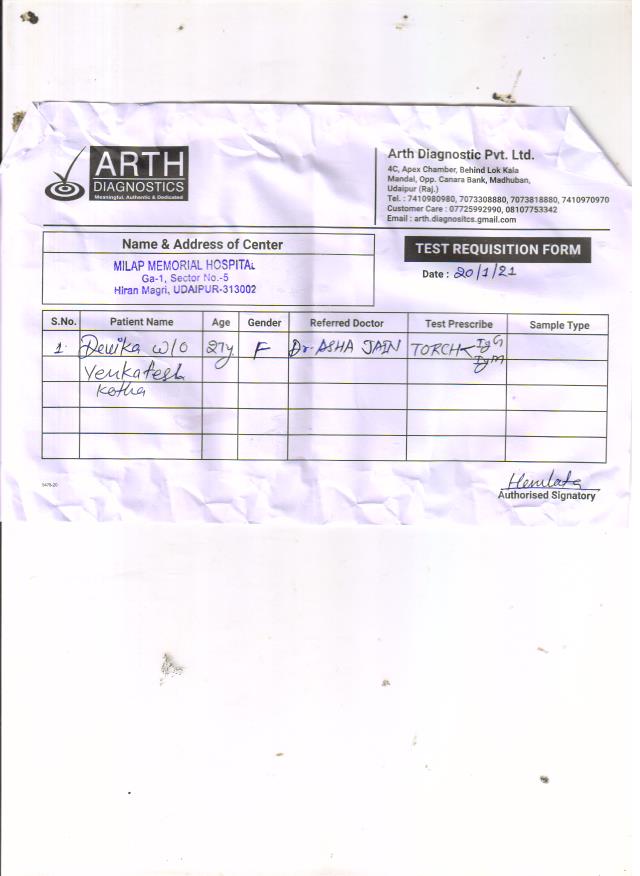 ARTH
DIAGNOSTICS
Meaningful, Authentic & Dedicated
Arth Diagnostic Pvt. Ltd.
4C, Apex Chamber, Behind Lok Kala
Mandal, Opp. Canara Bank, Madhuban,
Udaipur (Raj.)
Tel. : 7410980980, 7073308880, 7073818880, 7410970970
Customer Care : 07725992990, 08107753342
Email : arth.diagnositcs.gmail.com
Name & Address of Center
MILAP MEMORIAL HOSPITAL
Ga-1, Sector No.-5
Hiran Magri, UDAIPUR-313002
TEST REQUISITION FORM
Date : 20/1/21
S.No. Patient Name Age Gender Referred Doctor Test Prescribe Sample Type
1. Devika W/O 27y. F Dr. ASHA JAIN TORCH IgG
IgM
Venkatesh
Kotha
5478-20
Hemlata
Authorised Signatory